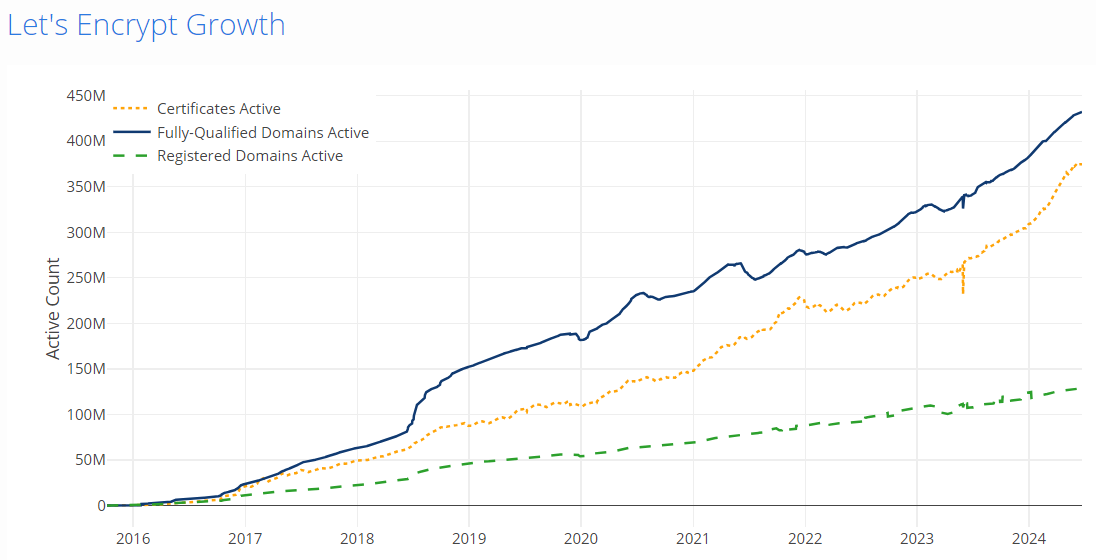 Let's Encrypt Growth
450M
400M
350M
300M
250M
200M
150M
100M
50M
0
Active Count
Certificates Active
Fully-Qualified Domains Active
Registered Domains Active
2016 2017 2018 2019 2020 2021 2022 2023 2024